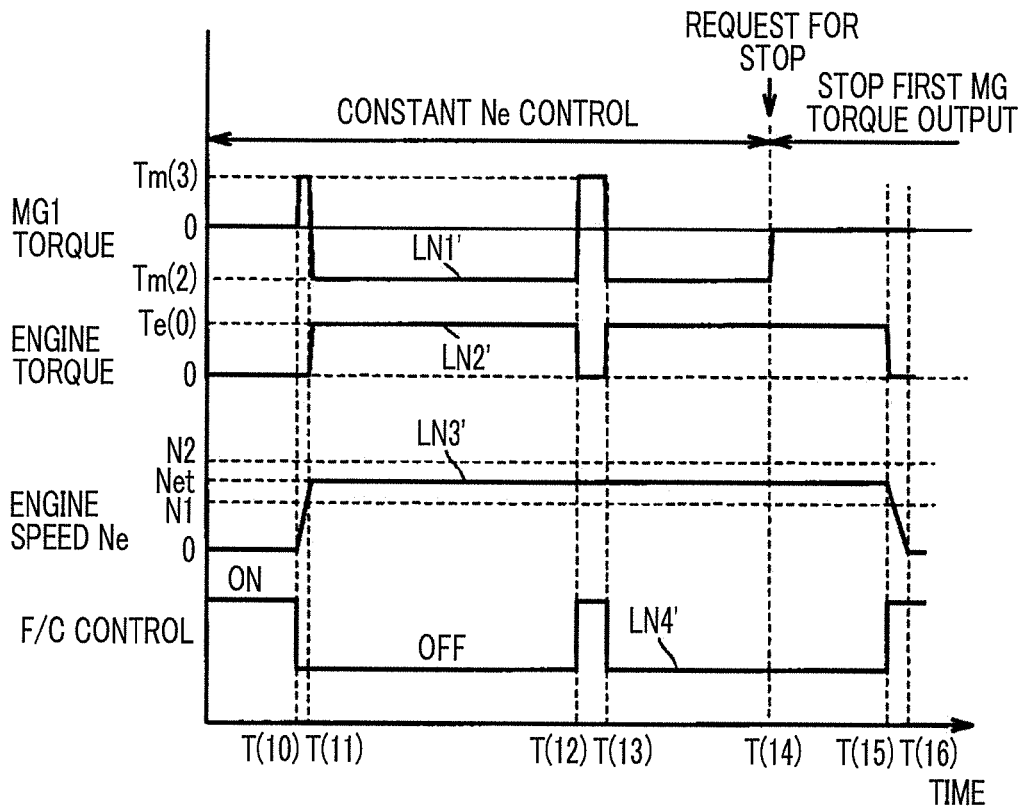 REQUEST FOR
STOP
CONSTANT Ne CONTROL
STOP FIRST MG
TORQUE OUTPUT
Tm(3)
MG1
TORQUE
0
LN1'
Tm(2)
Te(0)
ENGINE
TORQUE
LN2'
0
LN3'
N2
Net
N1
ENGINE
SPEED Ne
0
ON
F/C CONTROL
OFF
LN4'
T(10) T(11) T(12) T(13) T(14) T(15) T(16)
TIME